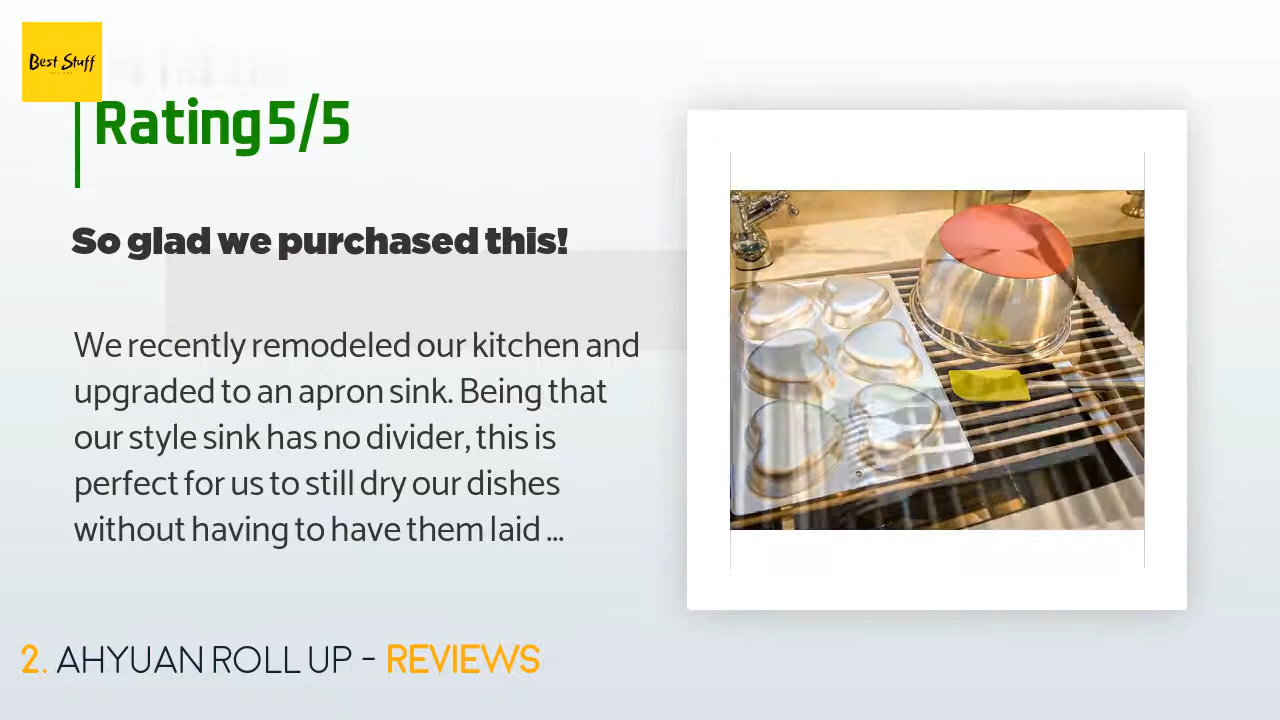 Best Stuff
Rating 5/5
So glad we purchased this!
We recently remodeled our kitchen and
upgraded to an apron sink. Being that
our style sink has no divider, this is
perfect for us to still dry our dishes
without having to have them laid ...
2. AHYUAN ROLL UP - REVIEWS